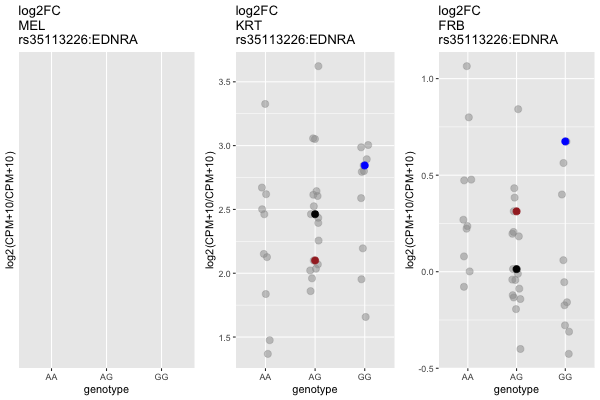 log2FC
MEL
rs35113226:EDNRA
log2(CPM+10/CPM+10)
AA AG GG
genotype
log2FC
KRT
rs35113226:EDNRA
log2(CPM+10/CPM+10)
3.5
3.0
2.5
2.0
1.5
AA AG GG
genotype
log2FC
FRB
rs35113226:EDNRA
log2(CPM+10/CPM+10)
1.0
0.5
0.0
-0.5
AA AG GG
genotype